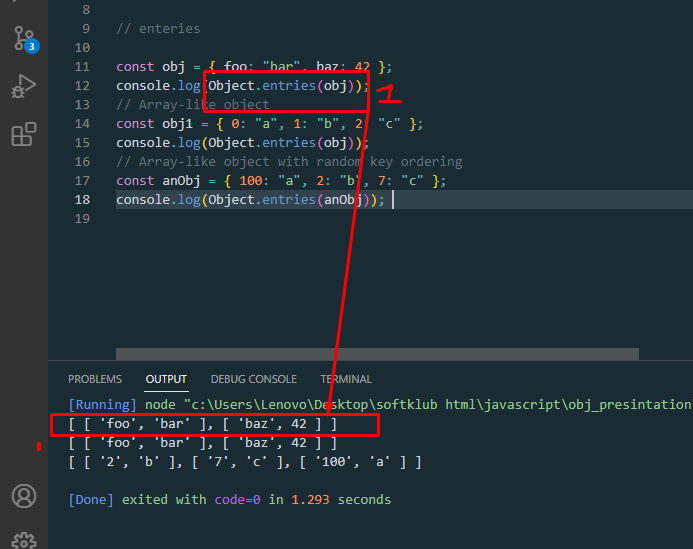 8
9 // enteries
10
11 const obj = { foo: "bar", baz: 42 };
12 console.log(Object.entries(obj));
1
13 // Array-like object
14 const obj1 = { 0: "a", 1: "b", 2: "c" };
15 console.log(Object.entries(obj));
16 // Array-like object with random key ordering
17 const anObj = { 100: "a", 2: "b", 7: "c" };
18 console.log(Object.entries(anObj));
19
3
PROBLEMS OUTPUT DEBUG CONSOLE TERMINAL
[Running] node "c:\Users\Lenovo\Desktop\softklub html\javascript\obj_presintation
[ [ 'foo', 'bar' ], [ 'baz', 42 ] ]
[ [ 'foo', 'bar' ], [ 'baz', 42 ] ]
[ [ '2', 'b' ], [ '7', 'c' ], [ '100', 'a' ] ]
[Done] exited with code=0 in 1.293 seconds